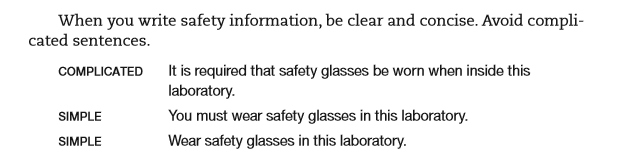 When you write safety information, be clear and concise. Avoid compli-
cated sentences.
COMPLICATED It is required that safety glasses be worn when inside this
laboratory.
SIMPLE You must wear safety glasses in this laboratory.
SIMPLE Wear safety glasses in this laboratory.